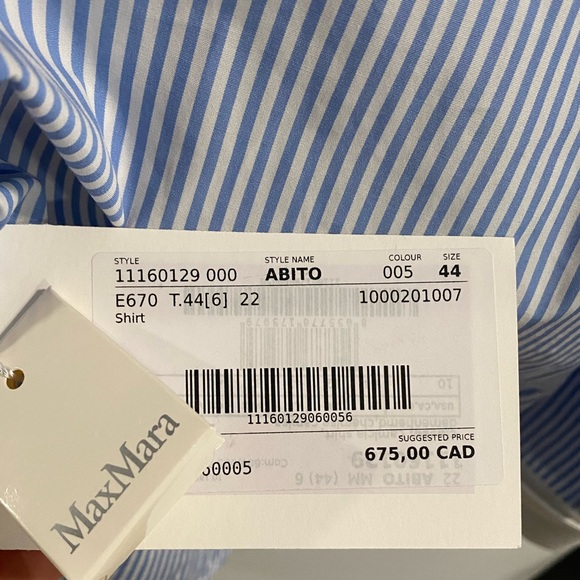 STYLE STYLE NAME COLOUR SIZE
11160129 000 ABITO 005 44
E670 T.44[6] 22 1000201007
Shirt
11160129060056
SUGGESTED PRICE
675,00 CAD
60005
MaxMara